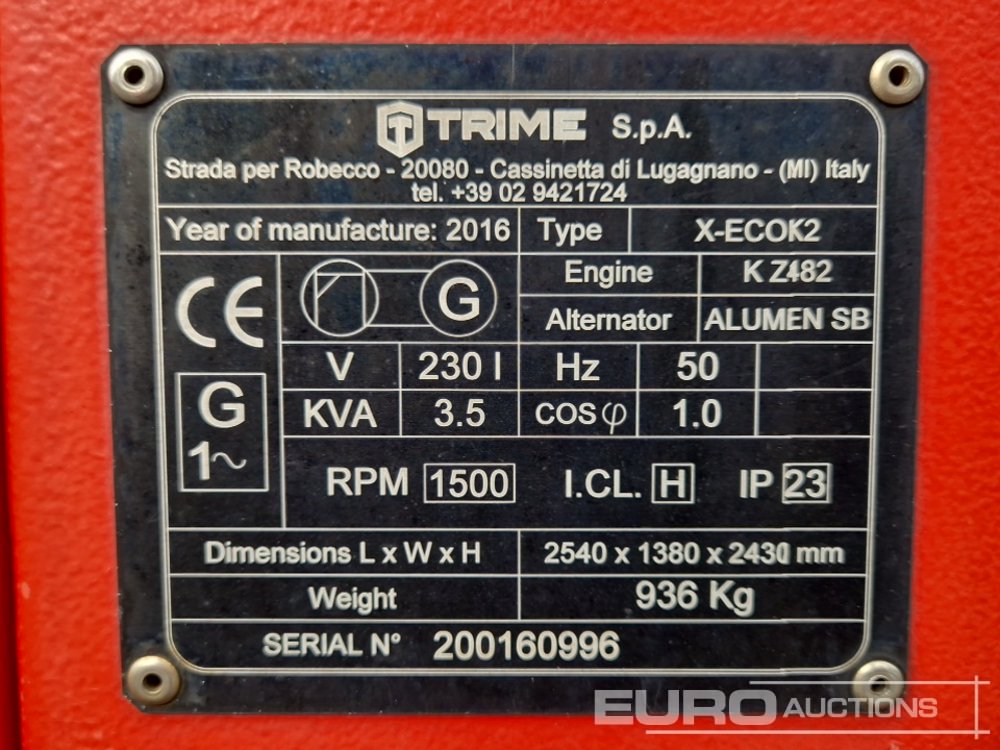 TRIME S.p.A.
Strada per Robecco - 20080 - Cassinetta di Lugagnano - (MI) Italy
tel. +39 02 9421724
Year of manufacture: 2016 Type X-ECOK2
CE G Engine K Z482
Alternator ALUMEN SB
V 230 I Hz 50
G KVA 3.5 COS φ 1.0
1~ RPM 1500 I.CL. H IP 23
Dimensions L x W x H 2540 x 1380 x 2430 mm
Weight 936 Kg
SERIAL N° 200160996
EURO AUCTIONS